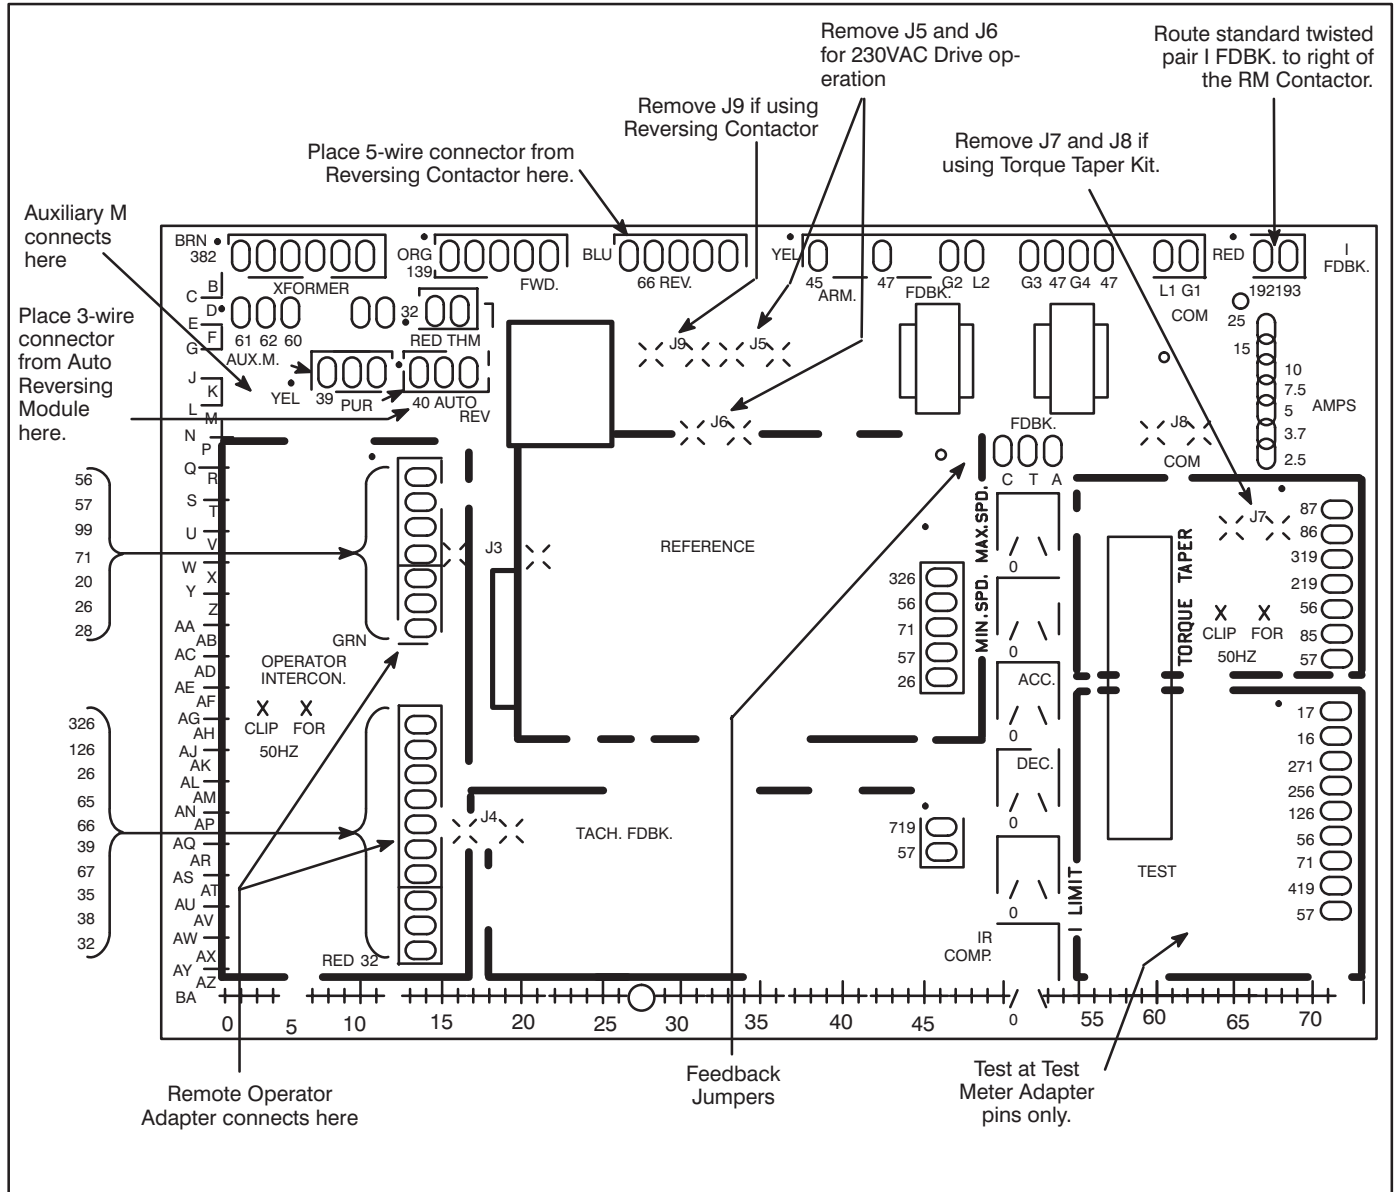 Remove J5 and J6
for 230VAC Drive op-
eration
Route standard twisted
pair I FDBK. to right of
the RM Contactor.
Remove J9 if using
Reversing Contactor
Remove J7 and J8 if
using Torque Taper Kit.
Place 5-wire connector from
Reversing Contactor here.
Auxiliary M
connects
here
Place 3-wire
connector
from Auto
Reversing
Module
here.
BRN
382
XFORMER
ORG
139
FWD.
BLU
66 REV.
YEL
45
ARM.
47
FDBK.
G2 L2
G3 47 G4 47
L1 G1
COM
RED
192193
I
FDBK.
B
C
D
E
F
G
J
K
L
M
N
P
Q
R
S
T
U
V
W
X
Y
Z
AA
AB
AC
AD
AE
AF
AG
AH
AJ
AK
AL
AM
AN
AP
AQ
AR
AS
AT
AU
AV
AW
AX
AY
AZ
BA
61 62 60
AUX.M.
32
RED THM
YEL
39
PUR
40 AUTO
REV
J9
J5
J6
25
15
10
7.5
5
3.7
2.5
AMPS
J8
COM
FDBK.
C T A
56
57
99
71
20
26
28
J3
REFERENCE
GRN
OPERATOR
INTERCON.
CLIP FOR
50HZ
326
126
26
65
66
39
67
35
38
32
J4
TACH. FDBK.
RED 32
326
56
71
57
26
719
57
MAX.SPD.
0
MIN.SPD.
0
ACC.
0
DEC.
0
I LIMIT
0
IR
COMP.
0
TORQUE TAPER
J7
CLIP FOR
50HZ
87
86
319
219
56
85
57
17
16
271
256
126
56
71
419
57
TEST
0 5 10 15 20 25 30 35 40 45 55 60 65 70
Remote Operator
Adapter connects here
Feedback
Jumpers
Test at Test
Meter Adapter
pins only.